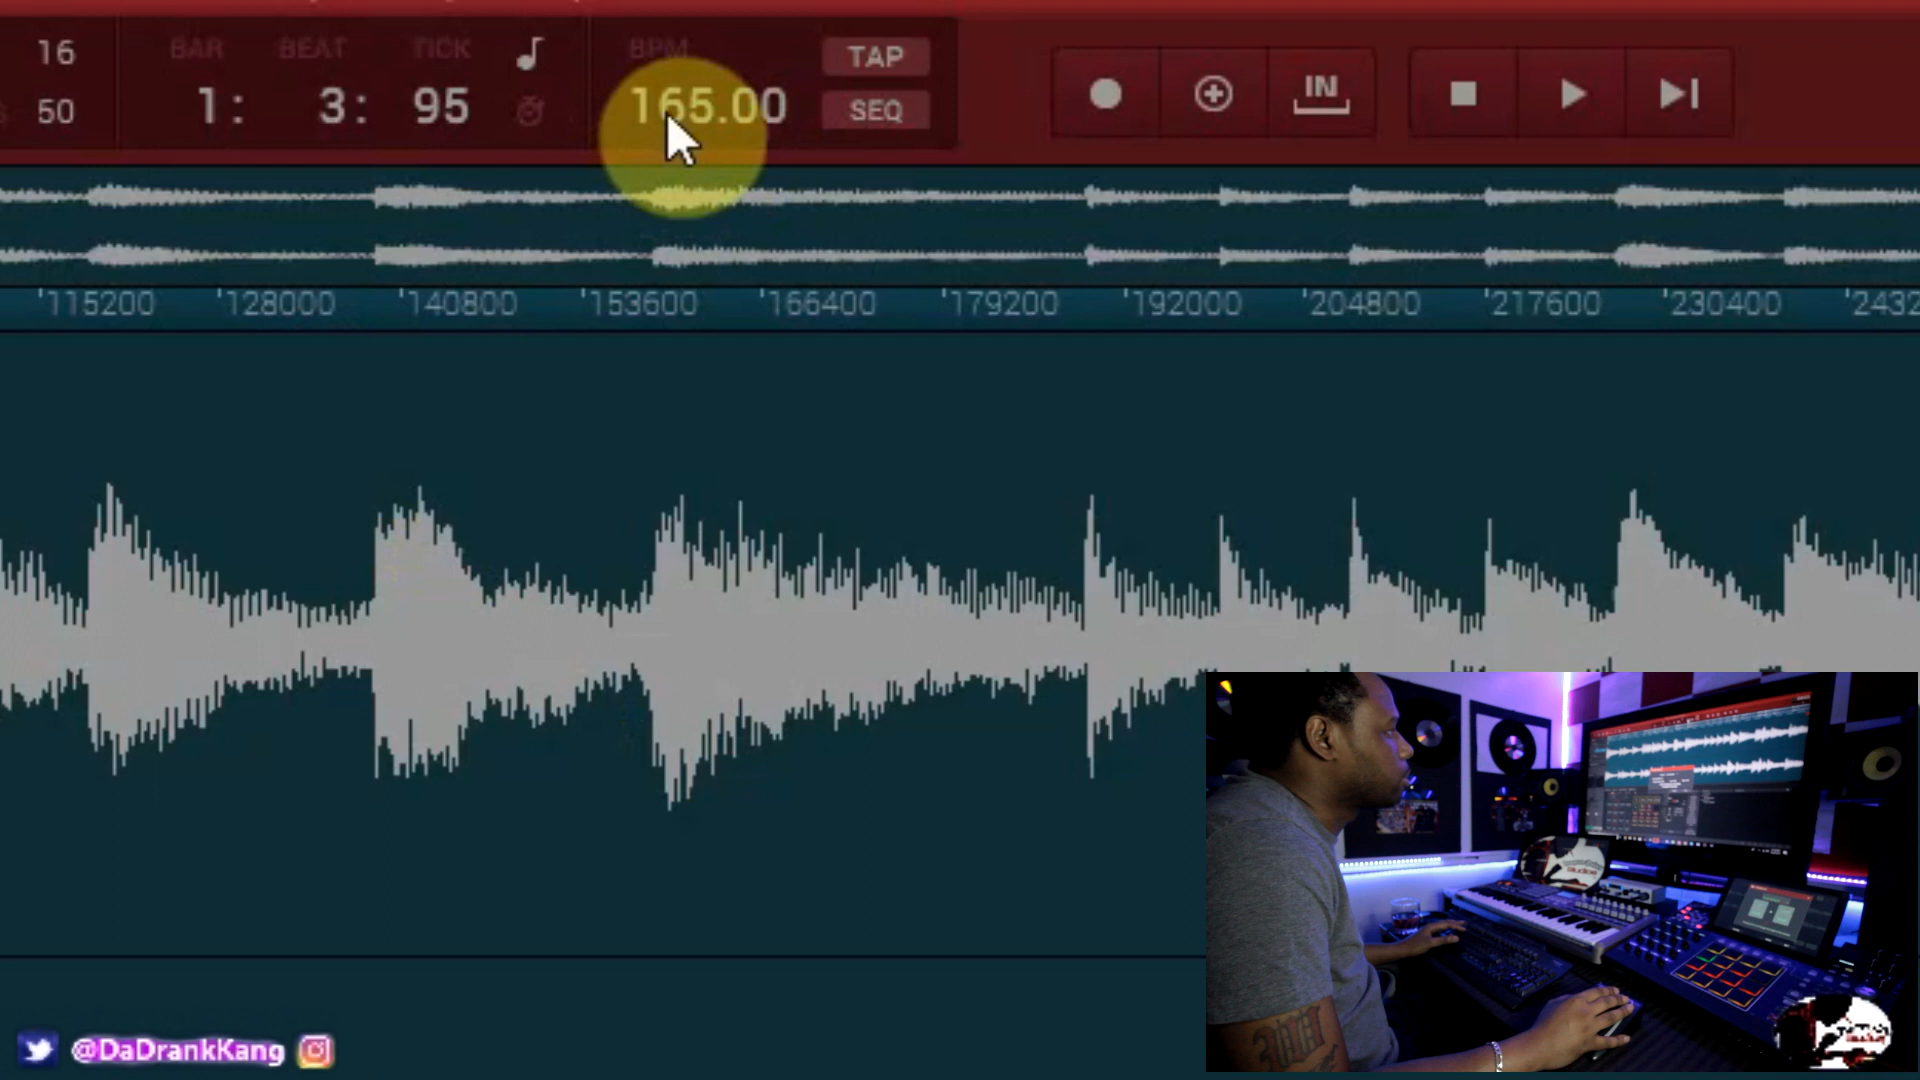 16 BAR BEAT TICK BPM TAP
50 1: 3: 95 165.00 SEQ
IN
115200 128000 140800 153600 166400 179200 192000 204800 217600 230400 2432
@DaDrankKang